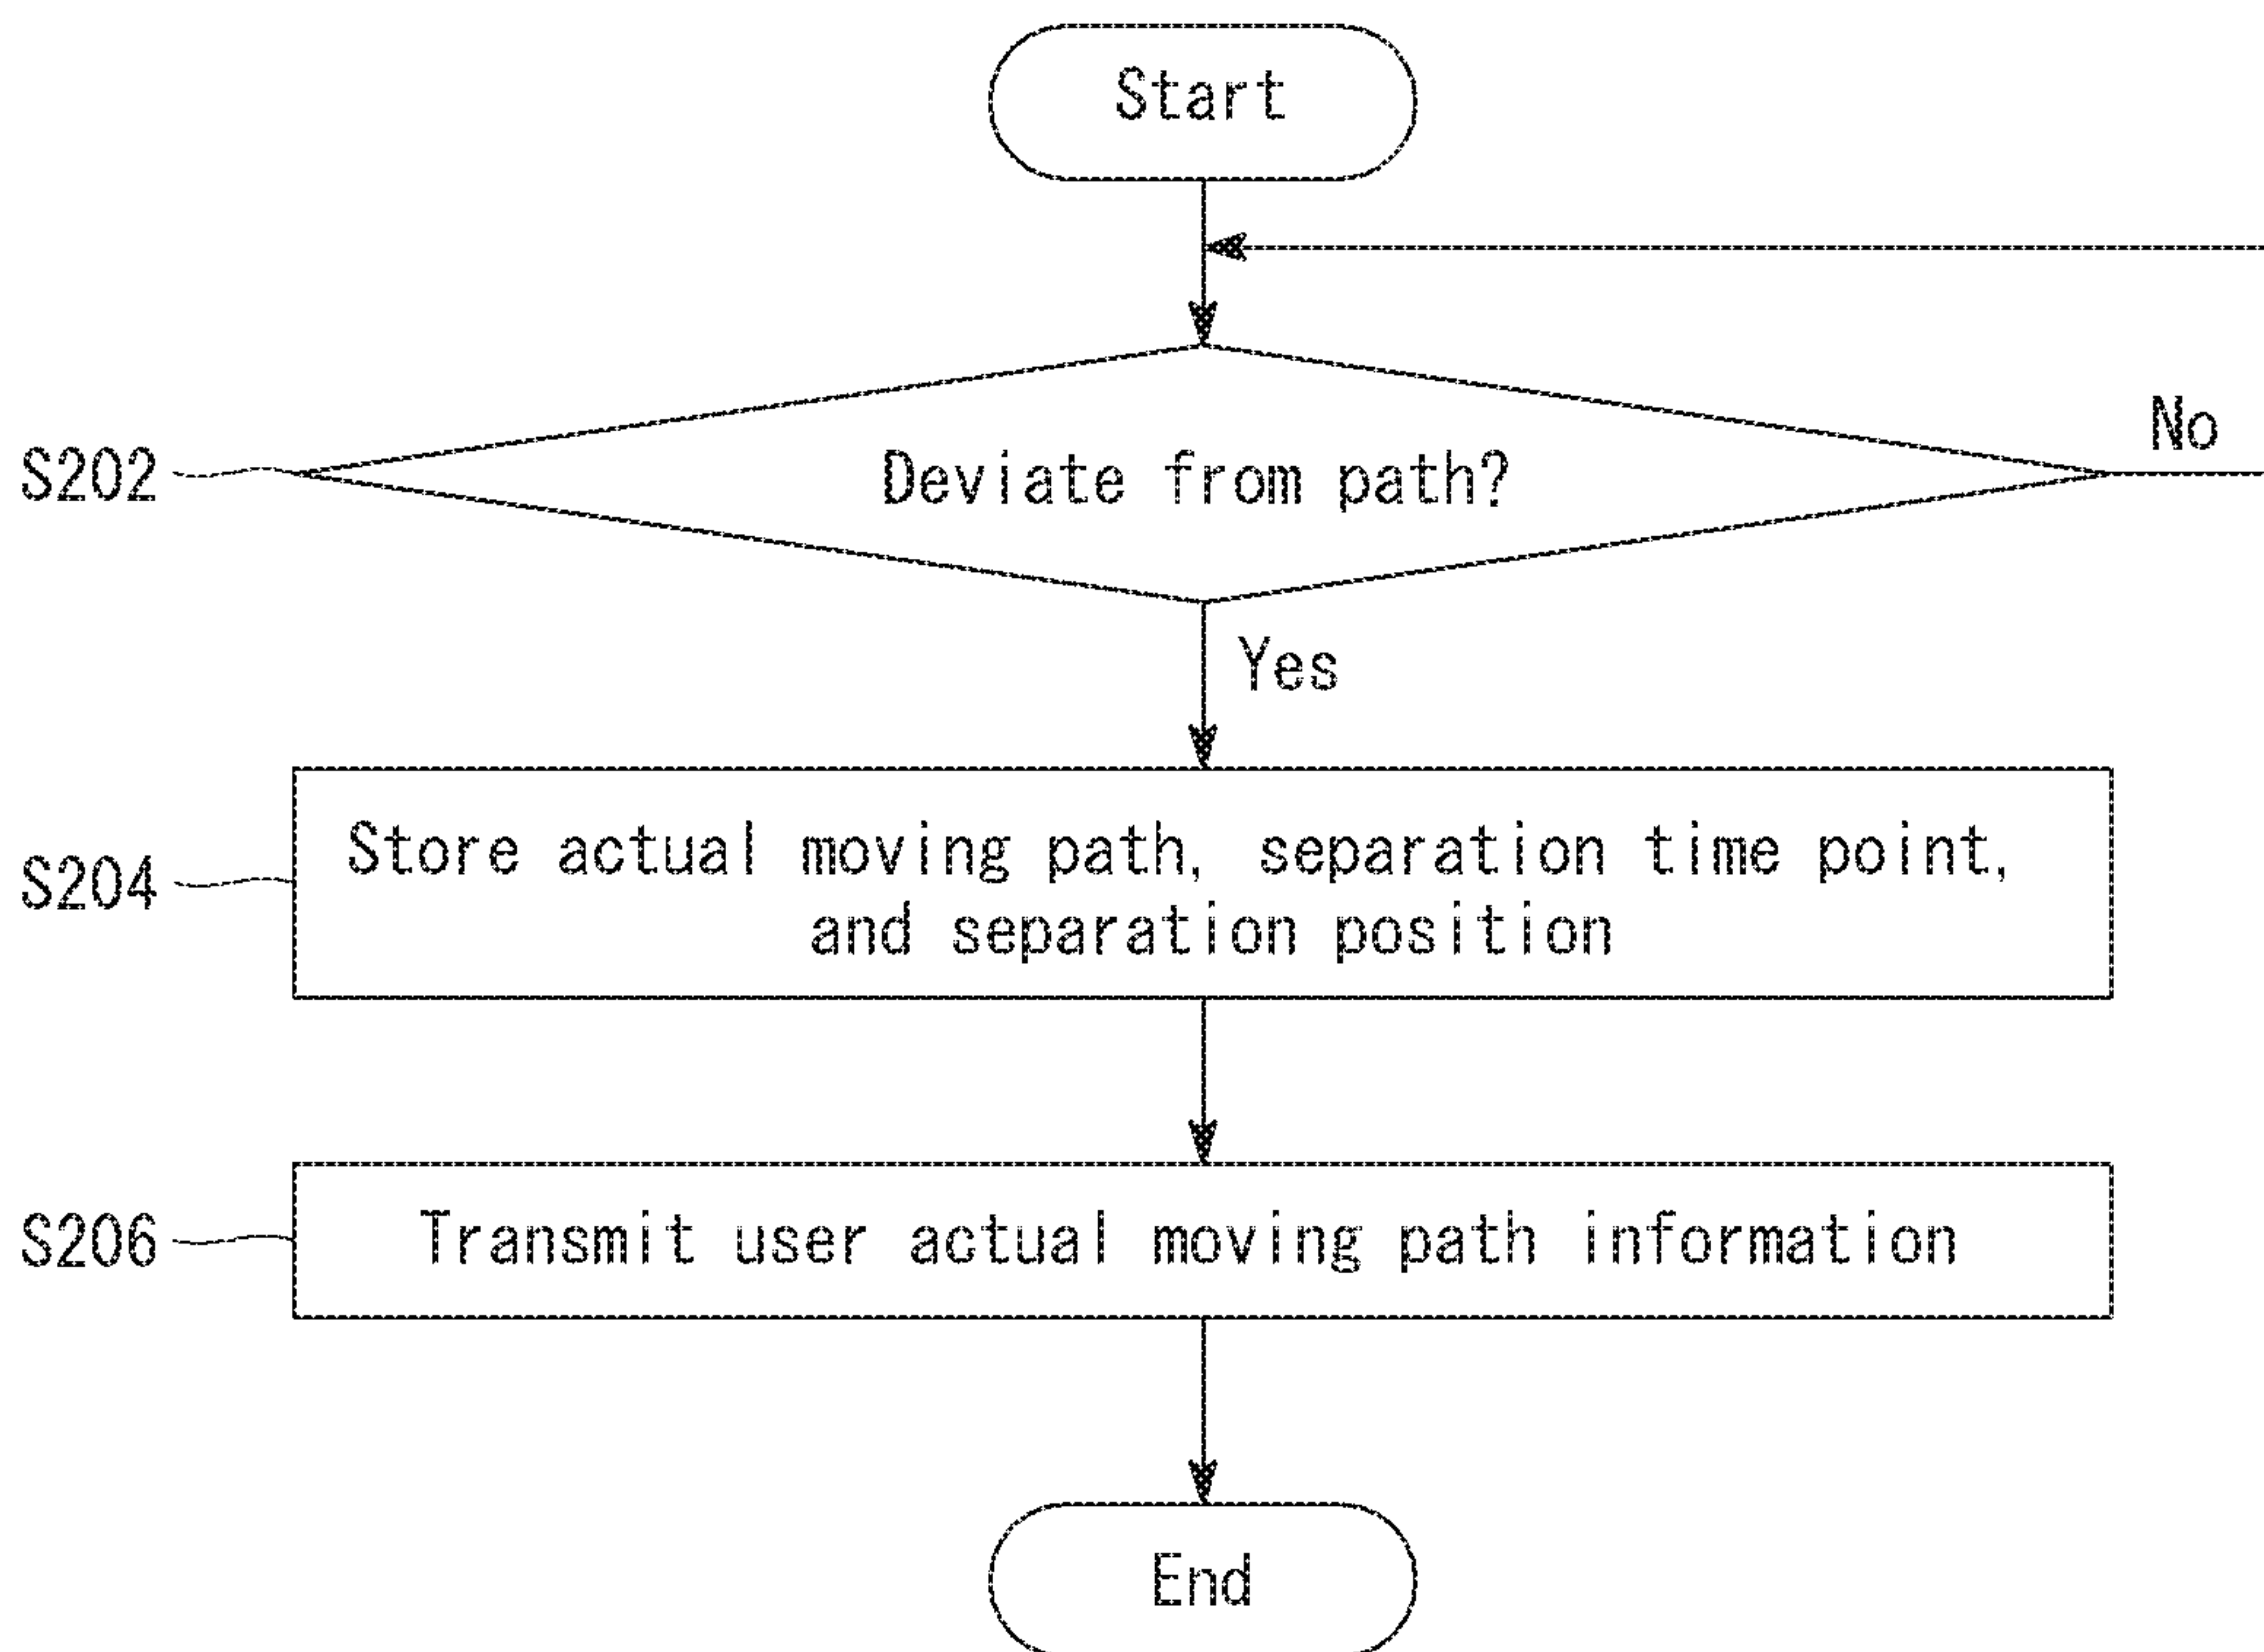 Start
No
S202
Deviate from path?
Yes
S204
Store actual moving path, separation time point,
and separation position
S206
Transmit user actual moving path information
End